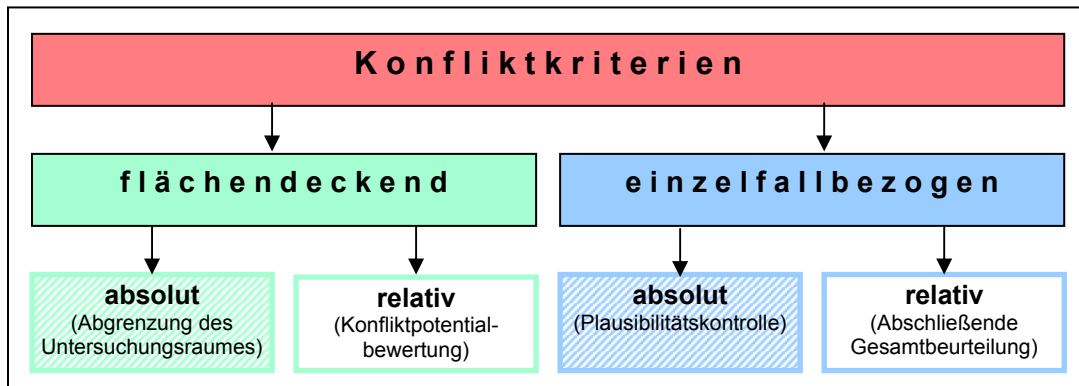 Konfliktkriterien
flächendeckend
einzelfallbezogen
absolut
(Abgrenzung des
Untersuchungsraumes)
relativ
(Konfliktpotential-
bewertung)
absolut
(Plausibilitätskontrolle)
relativ
(Abschließende
Gesamtbeurteilung)